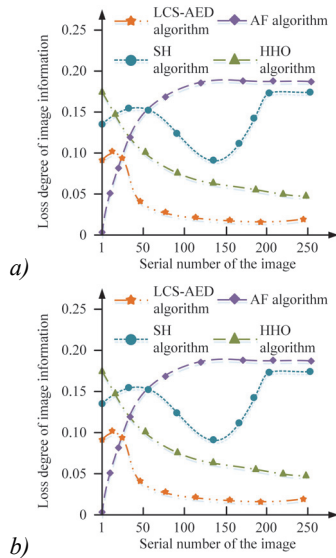 LCS-AED algorithm
AF algorithm
SH algorithm
HHO algorithm
Loss degree of image information
0.25
0.20
0.15
0.10
0.05
0
1 50 100 150 200 250
Serial number of the image
a)
LCS-AED algorithm
AF algorithm
SH algorithm
HHO algorithm
Loss degree of image information
0.25
0.20
0.15
0.10
0.05
0
1 50 100 150 200 250
Serial number of the image
b)